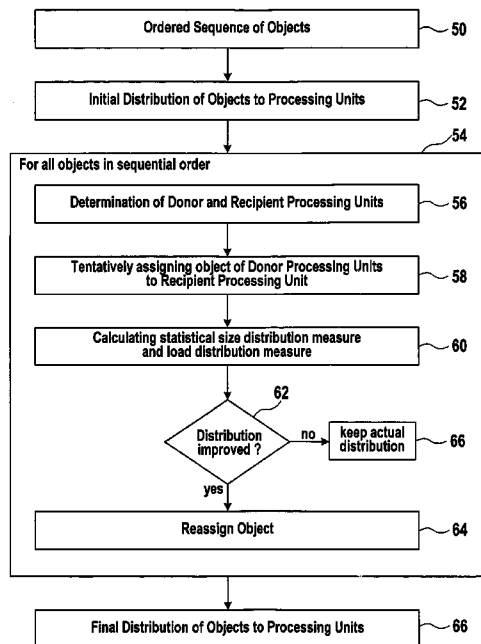 Ordered Sequence of Objects
50
Initial Distribution of Objects to Processing Units
52
54
For all objects in sequential order
Determination of Donor and Recipient Processing Units
56
Tentatively assigning object of Donor Processing Units
to Recipient Processing Unit
58
Calculating statistical size distribution measure
and load distribution measure
60
62
Distribution
improved ?
no
keep actual
distribution
66
yes
Reassign Object
64
Final Distribution of Objects to Processing Units
66